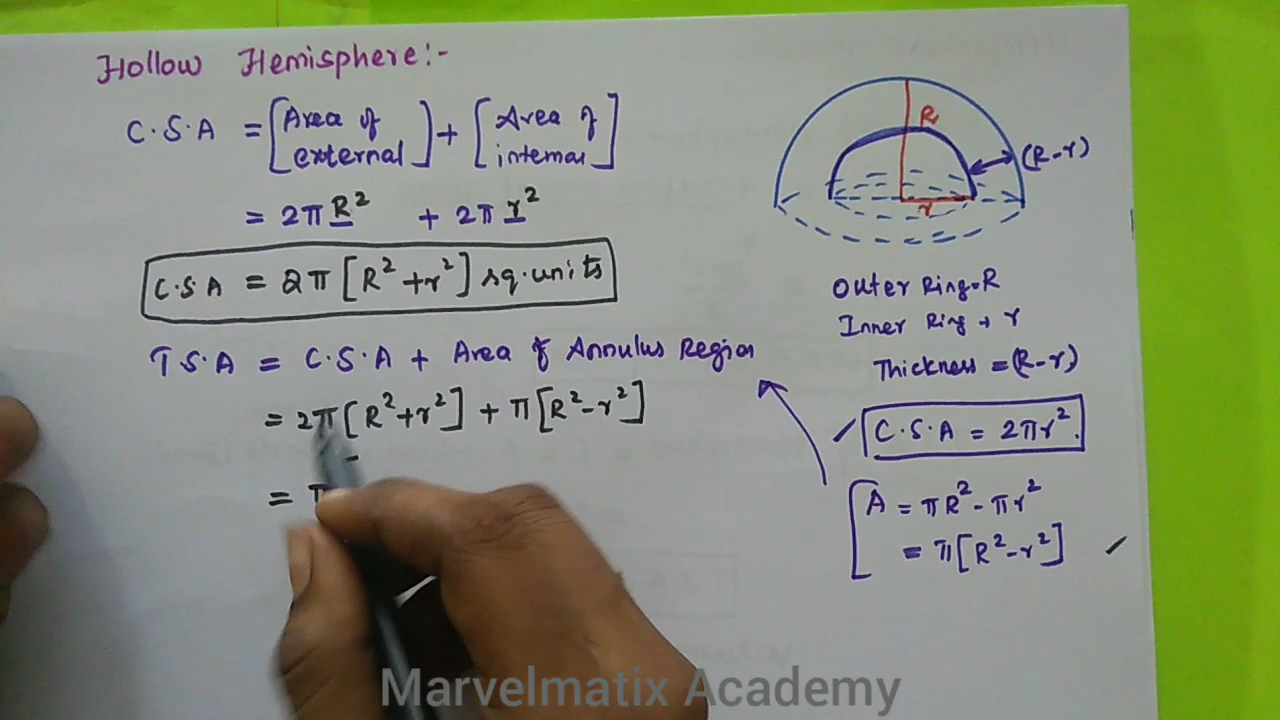 Hollow Hemisphere:-
C.S.A = [Area of external] + [Area of internal]
= 2πR² + 2πr²
C.S.A = 2π[R²+r²] sq.units
T.S.A = C.S.A + Area of Annulus Region
= 2π[R²+r²] + π[R²-r²]
= π
R
(R-r)
r
Outer Ring=R
Inner Ring → r
Thickness = (R-r)
C.S.A = 2πr².
A = πR² - πr²
= π[R²-r²]
Marvelmatix Academy